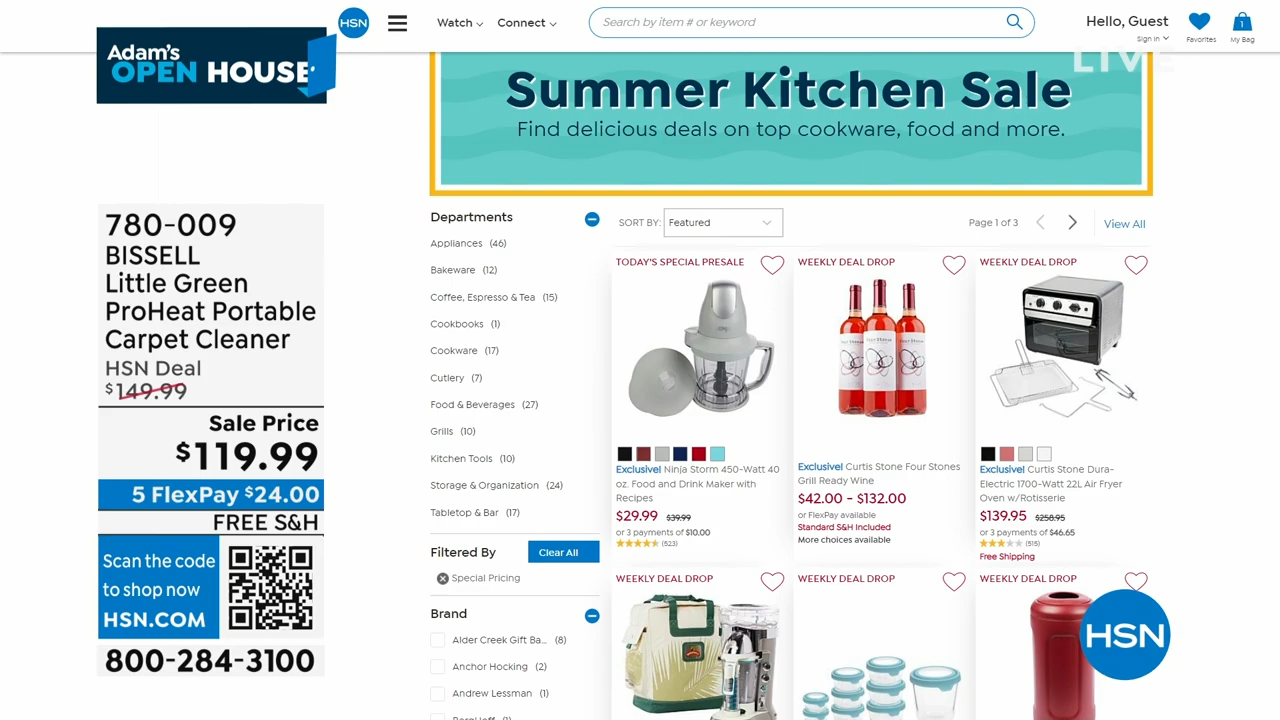 HSN
Watch
Connect
Search by item # or keyword
Hello, Guest
Sign In
Favorites
1
My Bag
LIVE
Adam's
OPEN HOUSE
Summer Kitchen Sale
Find delicious deals on top cookware, food and more.
780-009
BISSELL
Little Green
ProHeat Portable
Carpet Cleaner
HSN Deal
$149.99
Sale Price
$119.99
5 FlexPay $24.00
FREE S&H
Scan the code
to shop now
HSN.COM
800-284-3100
Departments
Appliances (46)
Bakeware (12)
Coffee, Espresso & Tea (15)
Cookbooks (1)
Cookware (17)
Cutlery (7)
Food & Beverages (27)
Grills (10)
Kitchen Tools (10)
Storage & Organization (24)
Tabletop & Bar (17)
Filtered By
Clear All
Special Pricing
Brand
Alder Creek Gift Ba... (8)
Anchor Hocking (2)
Andrew Lessman (1)
SORT BY: Featured
Page 1 of 3
View All
TODAY'S SPECIAL PRESALE
Exclusive! Ninja Storm 450-Watt 40
oz. Food and Drink Maker with
Recipes
$29.99 $39.99
or 3 payments of $10.00
(523)
WEEKLY DEAL DROP
Exclusive! Curtis Stone Four Stones
Grill Ready Wine
$42.00 - $132.00
or FlexPay available
Standard S&H Included
More choices available
WEEKLY DEAL DROP
Exclusive! Curtis Stone Dura-
Electric 1700-Watt 22L Air Fryer
Oven w/Rotisserie
$139.95 $258.95
or 3 payments of $46.65
(515)
Free Shipping
WEEKLY DEAL DROP
WEEKLY DEAL DROP
WEEKLY DEAL DROP
HSN